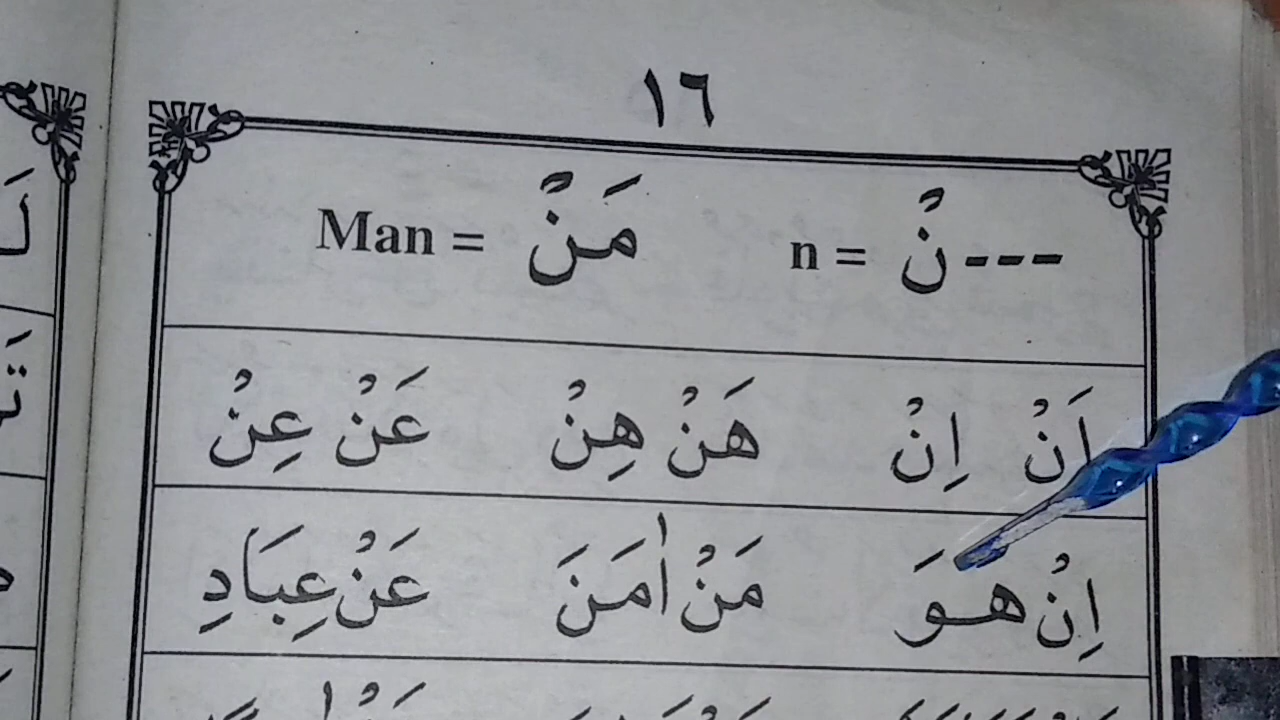 ١٦
---نْ = n مَنْ = Man
اَنْ اِنْ هَنْ هِنْ عَنْ عِنْ
اِنْ هُوَ مَنْ اٰمَنَ عَنْ عِبَادِ